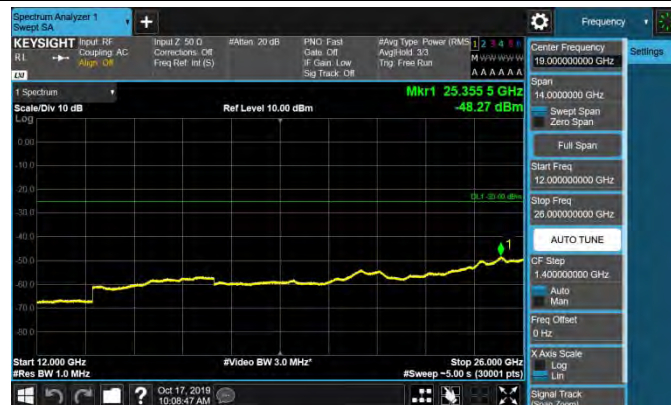 Spectrum Analyzer 1
Swept SA
+
Frequency
KEYSIGHT
RL
LXI
Input: RF
Coupling: AC
Align: Off
Input Z: 50 Ω
Corrections: Off
Freq Ref: Int (S)
#Atten: 20 dB
PNO: Fast
Gate: Off
IF Gain: Low
Sig Track: Off
#Avg Type: Power (RMS)
Avg|Hold: 3/3
Trig: Free Run
1 2 3 4 5 6
M W W W W W
A A A A A A
Center Frequency
19.000000000 GHz
Settings
1 Spectrum
Scale/Div 10 dB
Log
Ref Level 10.00 dBm
Mkr1 25.355 5 GHz
-48.27 dBm
Span
14.0000000 GHz
Swept Span
Zero Span
Full Span
Start Freq
12.000000000 GHz
Stop Freq
26.000000000 GHz
AUTO TUNE
CF Step
1.400000000 GHz
Auto
Man
Freq Offset
0 Hz
X Axis Scale
Log
Lin
Signal Track
(Span Zoom)
0.00
-10.0
-20.0
-30.0
-40.0
-50.0
-60.0
-70.0
-80.0
1
Start 12.000 GHz
#Res BW 1.0 MHz
#Video BW 3.0 MHz*
Stop 26.000 GHz
#Sweep ~5.00 s (30001 pts)
?
Oct 17, 2019
10:08:47 AM